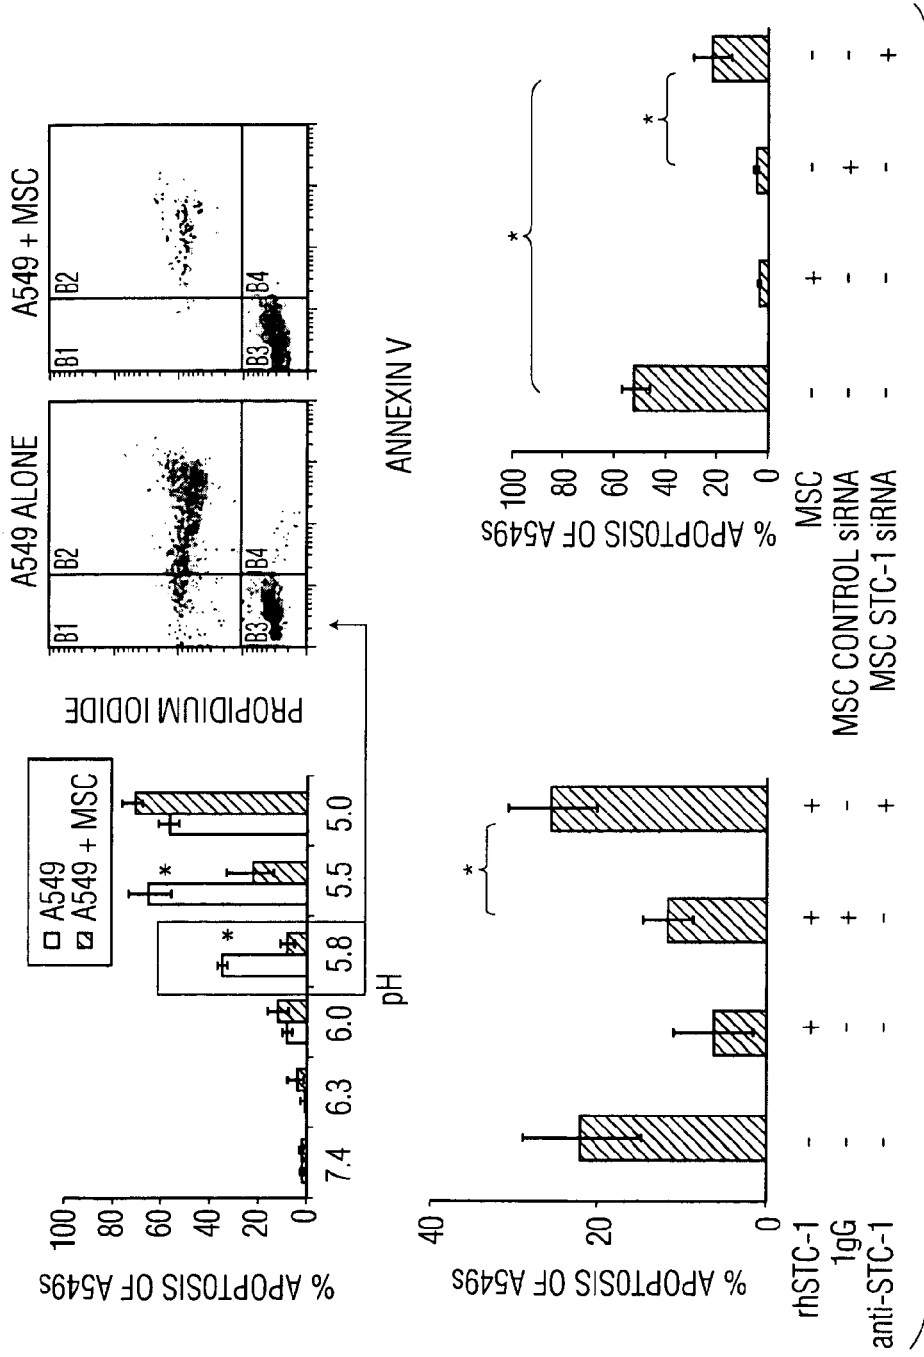 % APOPTOSIS OF A549s
100
80
60
40
20
0
□ A549
▨ A549 + MSC
*
*
7.4 6.3 6.0 5.8 5.5 5.0
pH
PROPIDIUM IODIDE
A549 ALONE
B1 B2
B3 B4
A549 + MSC
B1 B2
B3 B4
ANNEXIN V
% APOPTOSIS OF A549s
40
20
0
*
rhSTC-1 - + + +
1gG - - + -
anti-STC-1 - - - +
% APOPTOSIS OF A549s
100
80
60
40
20
0
*
*
MSC - + - -
MSC CONTROL siRNA - - + -
MSC STC-1 siRNA - - - +